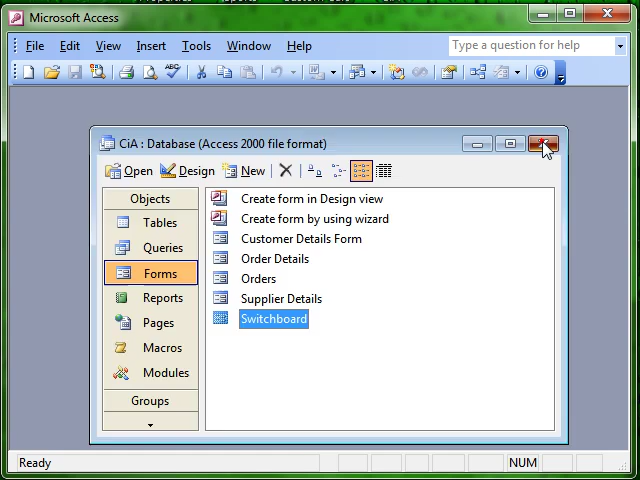 Microsoft Access
File Edit View Insert Tools Window Help
Type a question for help
ABC
CiA : Database (Access 2000 file format)
Open Design New
Objects
Tables
Queries
Forms
Reports
Pages
Macros
Modules
Groups
Create form in Design view
Create form by using wizard
Customer Details Form
Order Details
Orders
Supplier Details
Switchboard
Ready
NUM